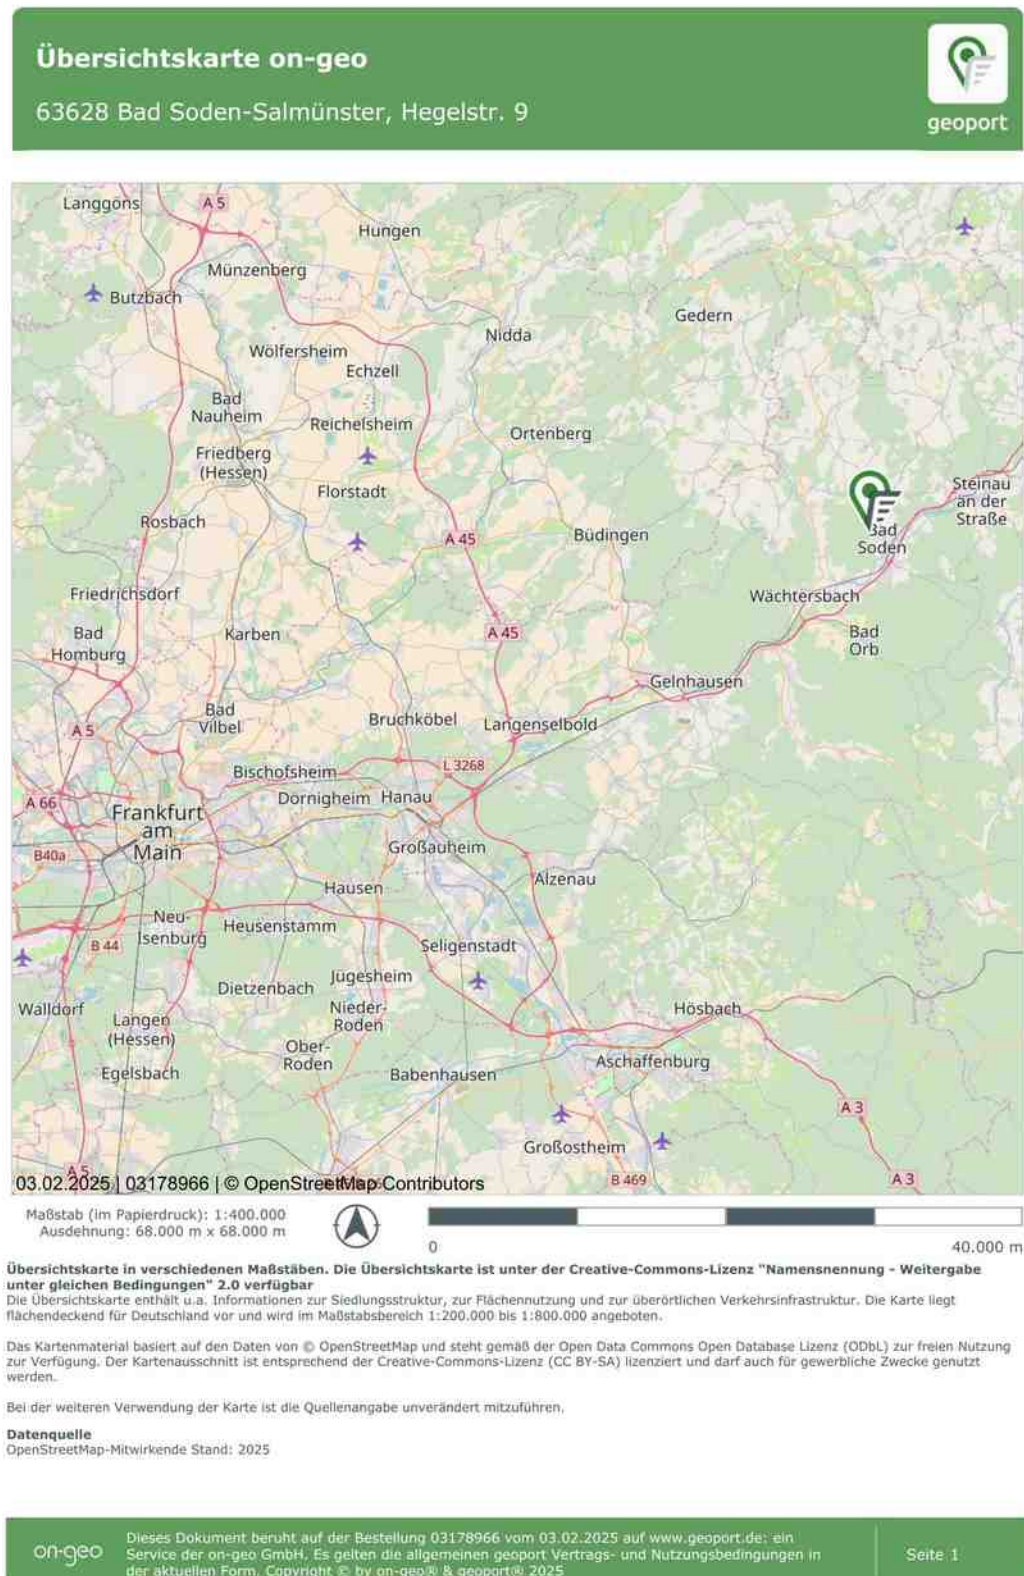 Übersichtskarte on-geo
63628 Bad Soden-Salmünster, Hegelstr. 9
geoport
Langgöns
A 5
Hungen
Münzenberg
Butzbach
Gedern
Nidda
Wölfersheim
Echzell
Bad
Nauheim
Reichelsheim
Ortenberg
Friedberg
(Hessen)
Florstadt
Steinau
an der
Straße
Rosbach
A 45
Büdingen
Bad
Soden
Friedrichsdorf
Wächtersbach
Bad
Homburg
Karben
A 45
Bad
Orb
Gelnhausen
Bad
Vilbel
A 5
Bruchköbel
Langenselbold
Bischofsheim
L 3268
A 66
Dörnigheim
Hanau
Frankfurt
am
Main
B40a
Großauheim
Hausen
Alzenau
Neu-
Isenburg
Heusenstamm
B 44
Seligenstadt
Jügesheim
Dietzenbach
Walldorf
Langen
(Hessen)
Nieder-
Roden
Hösbach
Ober-
Roden
Egelsbach
Babenhausen
Aschaffenburg
A 3
Großostheim
A 5
B 469
A 3
03.02.2025 | 03178966 | © OpenStreetMap Contributors
Maßstab (im Papierdruck): 1:400.000
Ausdehnung: 68.000 m x 68.000 m
0
40.000 m
Übersichtskarte in verschiedenen Maßstäben. Die Übersichtskarte ist unter der Creative-Commons-Lizenz "Namensnennung - Weitergabe
unter gleichen Bedingungen" 2.0 verfügbar
Die Übersichtskarte enthält u.a. Informationen zur Siedlungsstruktur, zur Flächennutzung und zur überörtlichen Verkehrsinfrastruktur. Die Karte liegt
flächendeckend für Deutschland vor und wird im Maßstabsbereich 1:200.000 bis 1:800.000 angeboten.
Das Kartenmaterial basiert auf den Daten von © OpenStreetMap und steht gemäß der Open Data Commons Open Database Lizenz (ODbL) zur freien Nutzung
zur Verfügung. Der Kartenausschnitt ist entsprechend der Creative-Commons-Lizenz (CC BY-SA) lizenziert und darf auch für gewerbliche Zwecke genutzt
werden.
Bei der weiteren Verwendung der Karte ist die Quellenangabe unverändert mitzuführen.
Datenquelle
OpenStreetMap-Mitwirkende Stand: 2025
on-geo
Dieses Dokument beruht auf der Bestellung 03178966 vom 03.02.2025 auf www.geoport.de: ein
Service der on-geo GmbH. Es gelten die allgemeinen geoport Vertrags- und Nutzungsbedingungen in
der aktuellen Form. Copyright © by on-geo® & geoport® 2025
Seite 1